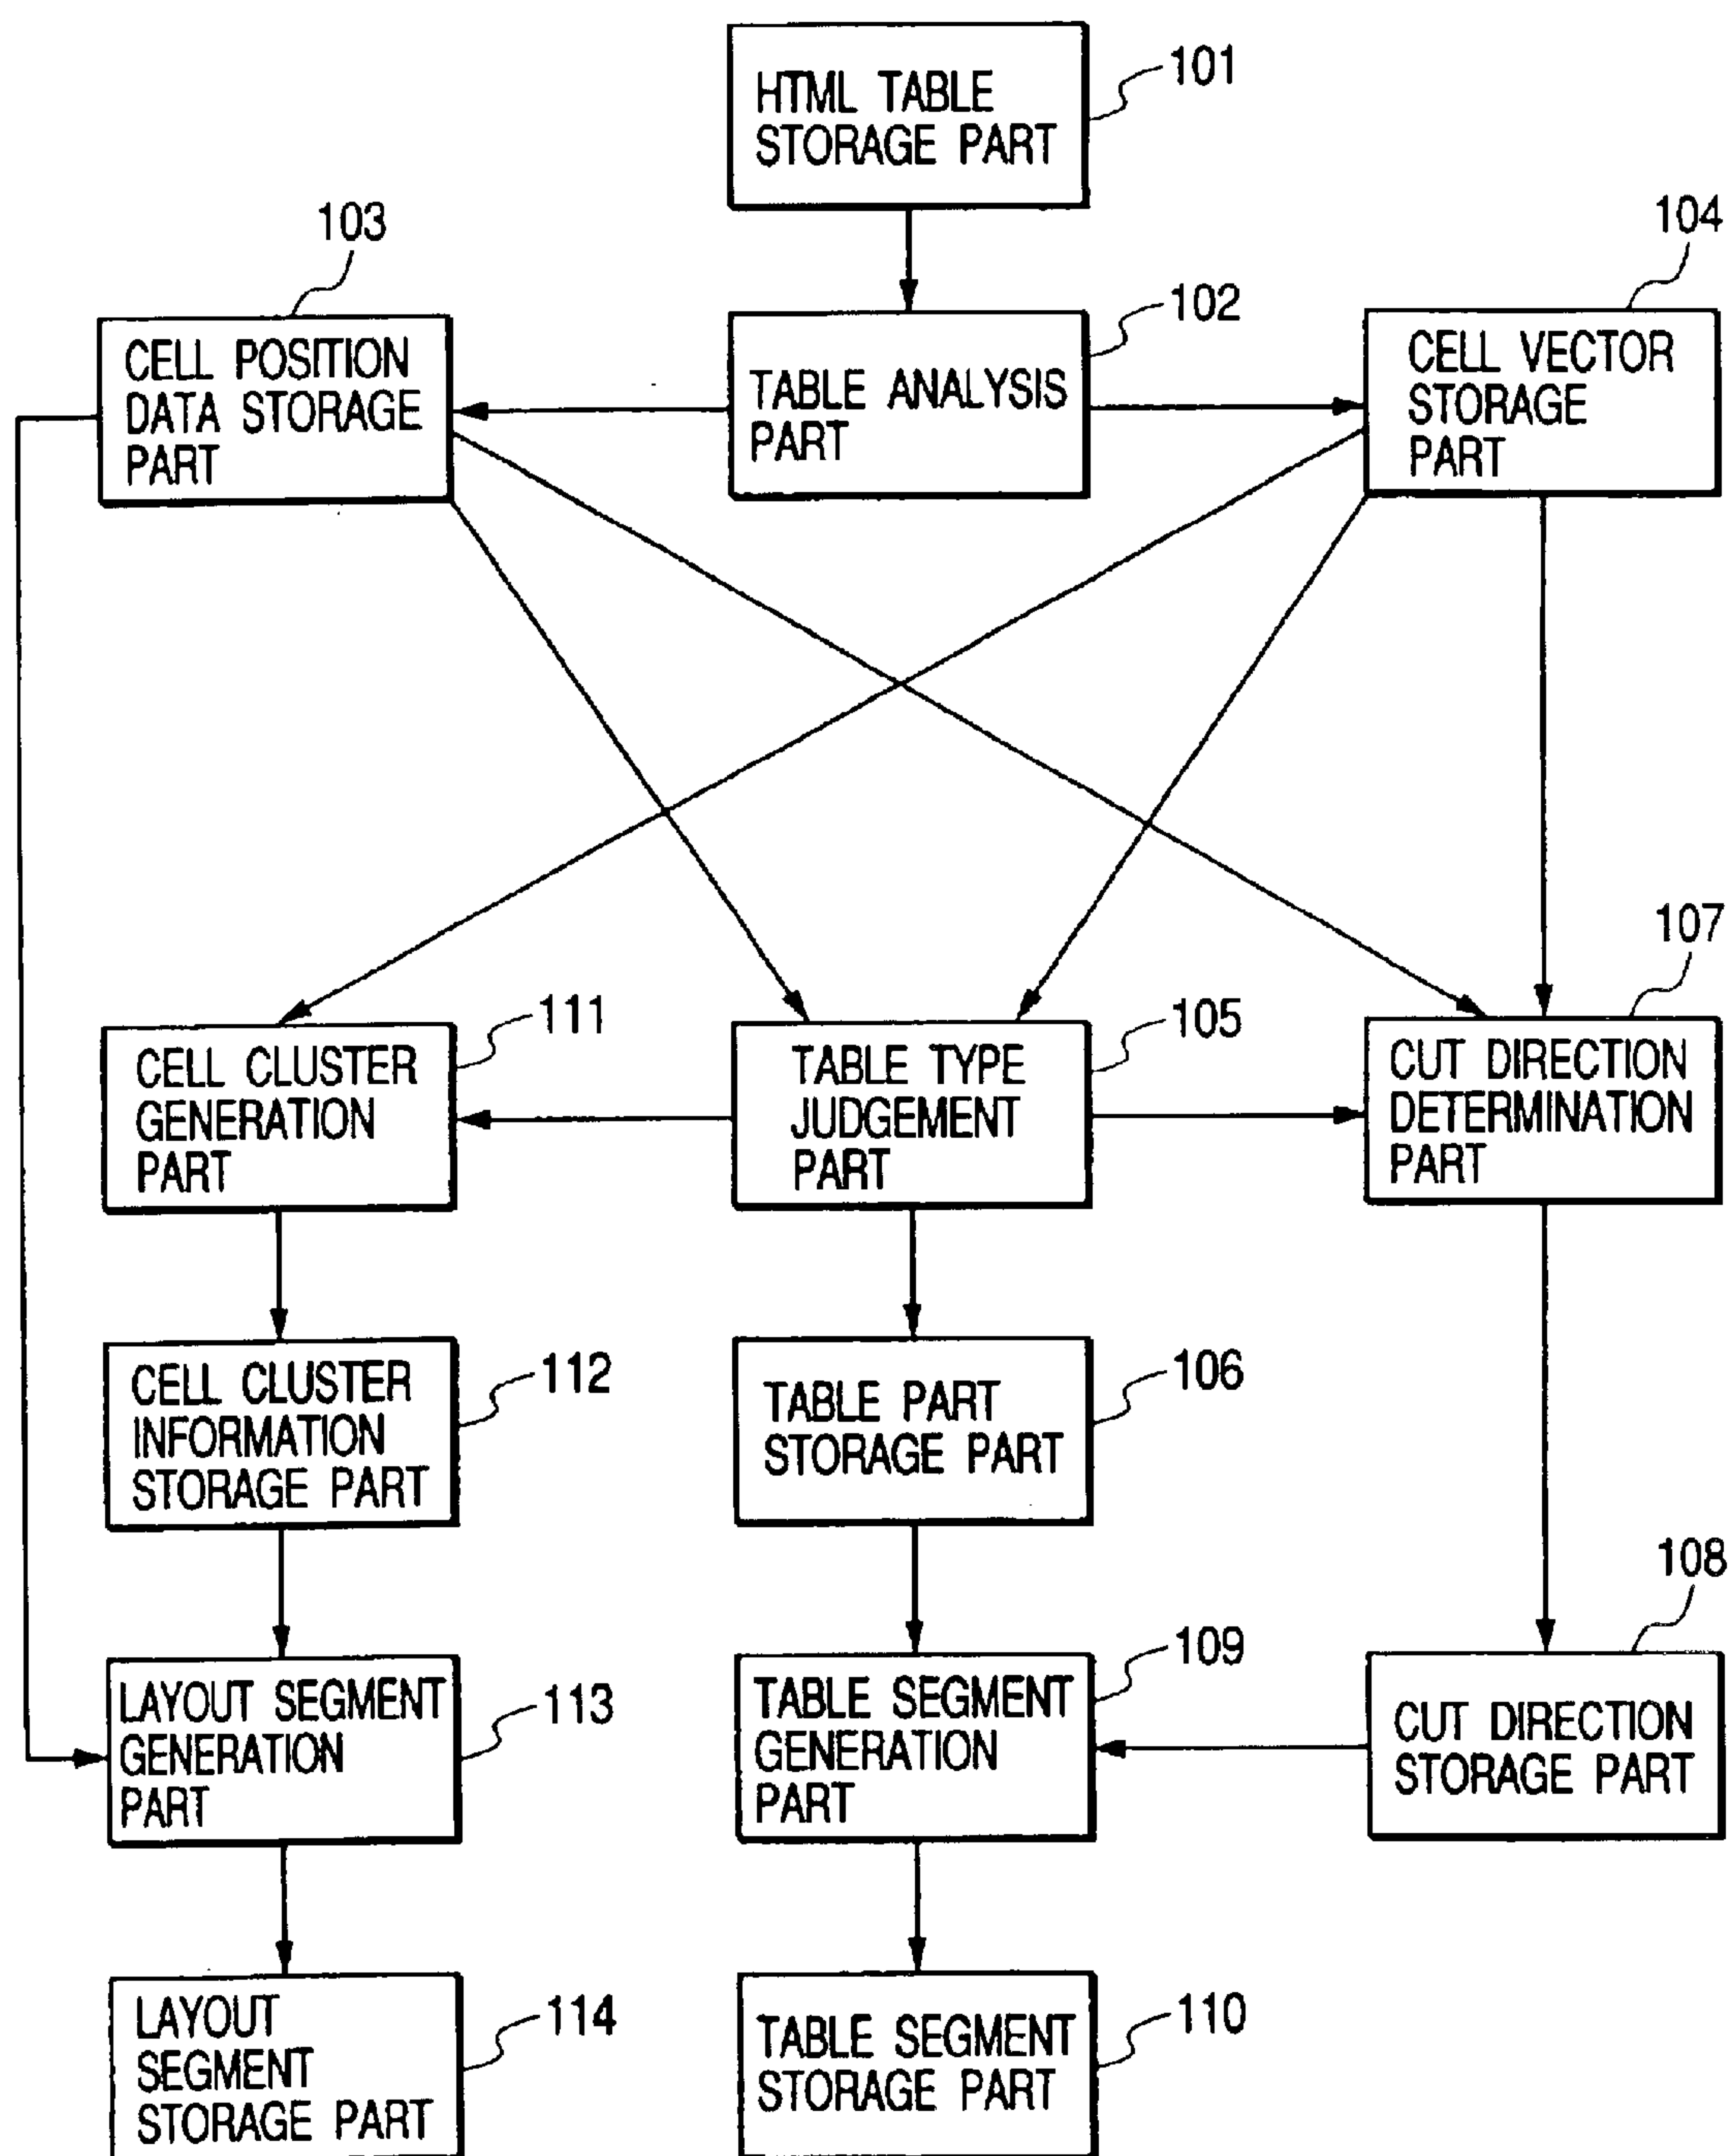 101
HTML TABLE
STORAGE PART
103
104
102
CELL POSITION
DATA STORAGE
PART
TABLE ANALYSIS
PART
CELL VECTOR
STORAGE
PART
107
111
105
CELL CLUSTER
GENERATION
PART
TABLE TYPE
JUDGEMENT
PART
CUT DIRECTION
DETERMINATION
PART
112
106
CELL CLUSTER
INFORMATION
STORAGE PART
TABLE PART
STORAGE PART
108
113
109
LAYOUT SEGMENT
GENERATION
PART
TABLE SEGMENT
GENERATION
PART
CUT DIRECTION
STORAGE PART
114
110
LAYOUT
SEGMENT
STORAGE PART
TABLE SEGMENT
STORAGE PART